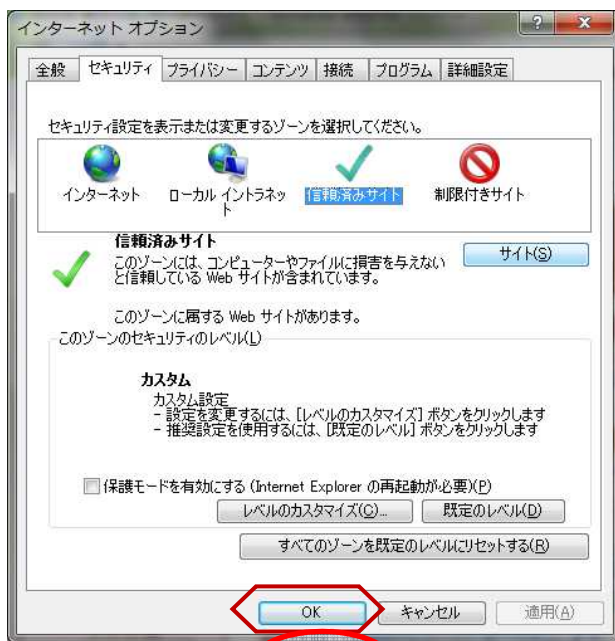 インターネット オプション
全般 セキュリティ プライバシー コンテンツ 接続 プログラム 詳細設定
セキュリティ設定を表示または変更するゾーンを選択してください。
インターネット ローカル イントラネッ
ト 信頼済みサイト 制限付きサイト
信頼済みサイト
このゾーンには、コンピューターやファイルに損害を与えない
と信頼している Web サイトが含まれています。
サイト(S)
このゾーンに属する Web サイトがあります。
このゾーンのセキュリティのレベル(L)
カスタム
カスタム設定
- 設定を変更するには、[レベルのカスタマイズ] ボタンをクリックします
- 推奨設定を使用するには、[既定のレベル] ボタンをクリックします
保護モードを有効にする (Internet Explorer の再起動が必要)(P)
レベルのカスタマイズ(C)... 既定のレベル(D)
すべてのゾーンを既定のレベルにリセットする(R)
OK キャンセル 適用(A)